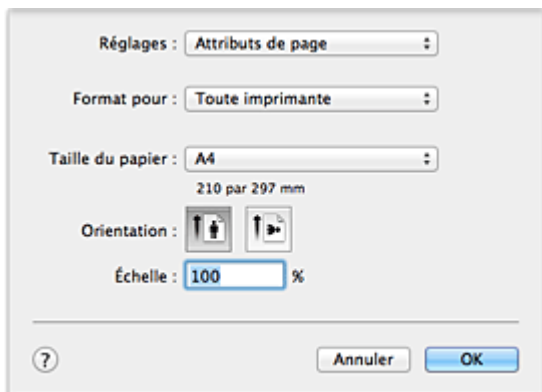 Réglages : Attributs de page
Format pour : Toute imprimante
Taille du papier : A4
210 par 297 mm
Orientation :
Échelle : 100 %
? Annuler OK